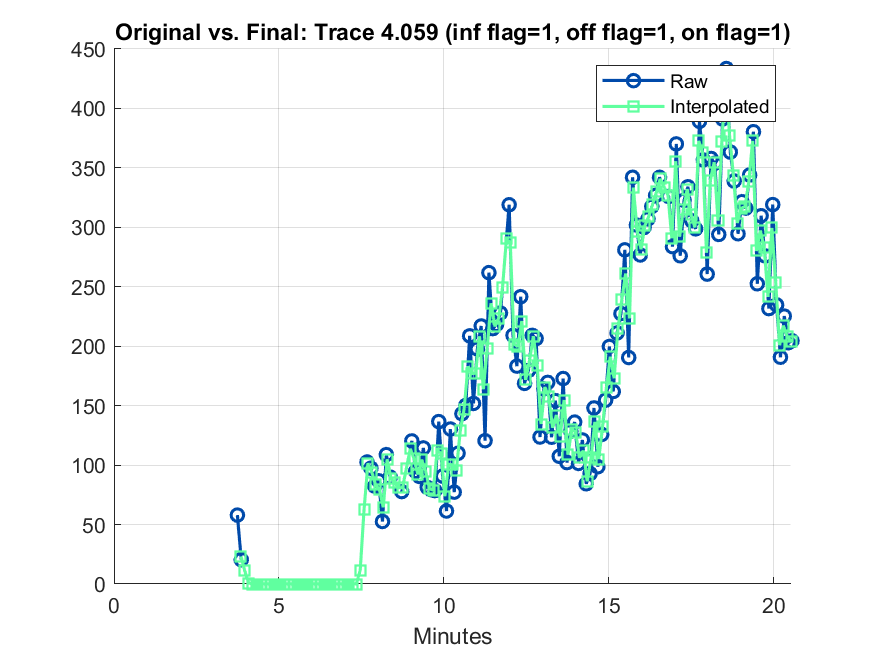 Original vs. Final: Trace 4.059 (inf flag=1, off flag=1, on flag=1)
450
400
350
300
250
200
150
100
50
0
Raw
Interpolated
0 5 10 15 20
Minutes